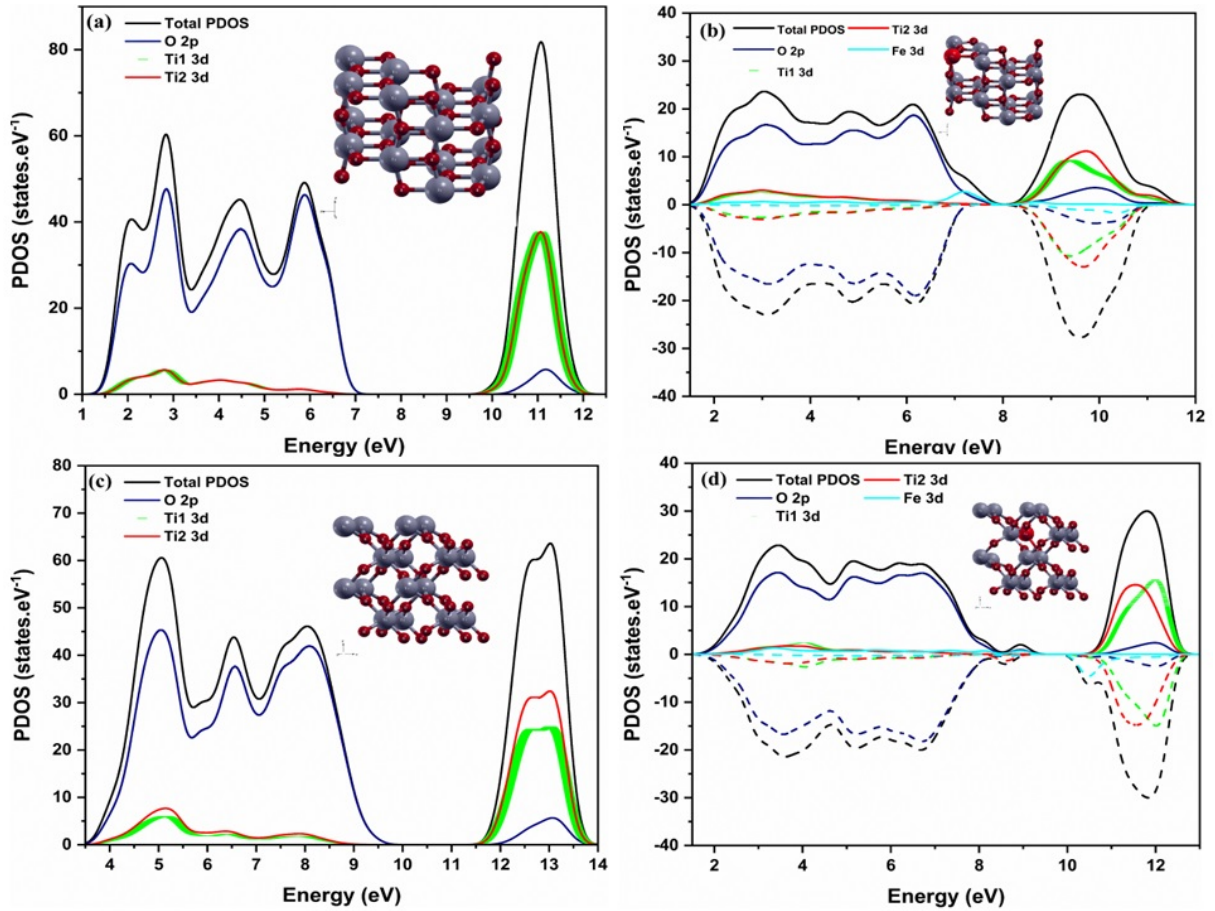 (a)
Total PDOS
O 2p
Ti1 3d
Ti2 3d
PDOS (states.eV⁻¹)
80
60
40
20
0
1 2 3 4 5 6 7 8 9 10 11 12
Energy (eV)
(b)
Total PDOS Ti2 3d
O 2p Fe 3d
Ti1 3d
PDOS (states.eV⁻¹)
40
30
20
10
0
-10
-20
-30
-40
2 4 6 8 10 12
Energy (eV)
(c)
Total PDOS
O 2p
Ti1 3d
Ti2 3d
PDOS (states.eV⁻¹)
80
70
60
50
40
30
20
10
0
4 5 6 7 8 9 10 11 12 13 14
Energy (eV)
(d)
Total PDOS Ti2 3d
O 2p Fe 3d
Ti1 3d
PDOS (states.eV⁻¹)
40
30
20
10
0
-10
-20
-30
-40
2 4 6 8 10 12
Energy (eV)